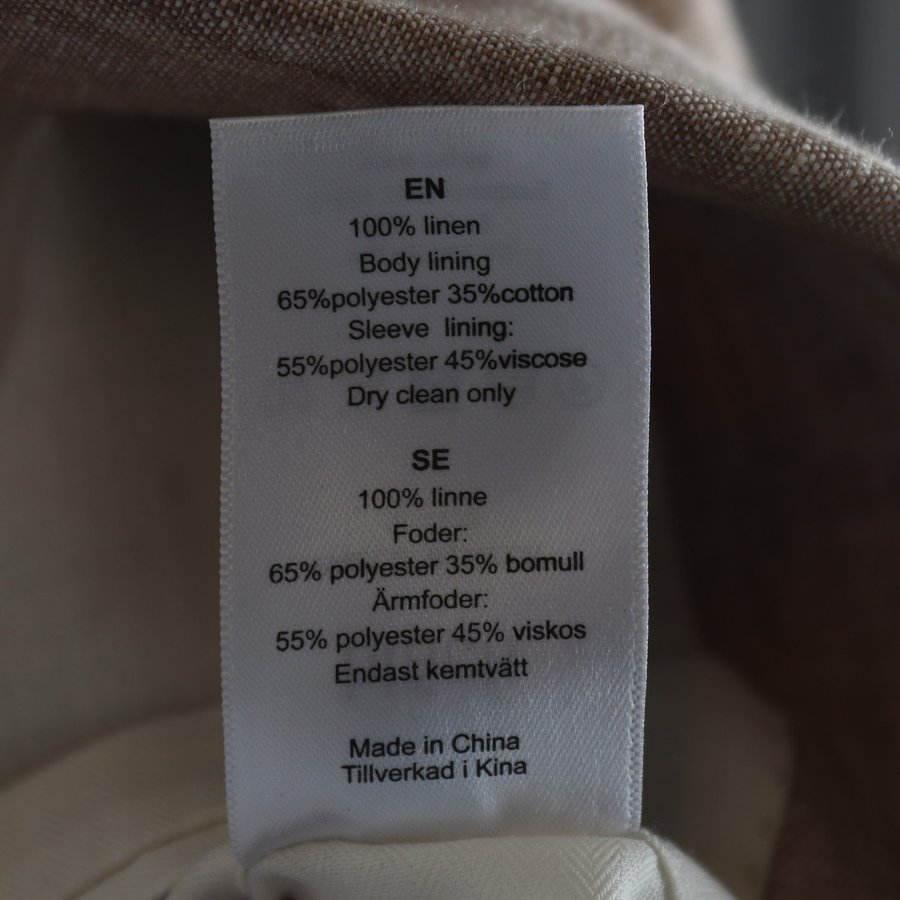 EN
100% linen
Body lining
65%polyester 35%cotton
Sleeve lining:
55%polyester 45%viscose
Dry clean only
SE
100% linne
Foder:
65% polyester 35% bomull
Ärmfoder:
55% polyester 45% viskos
Endast kemtvätt
Made in China
Tillverkad i Kina